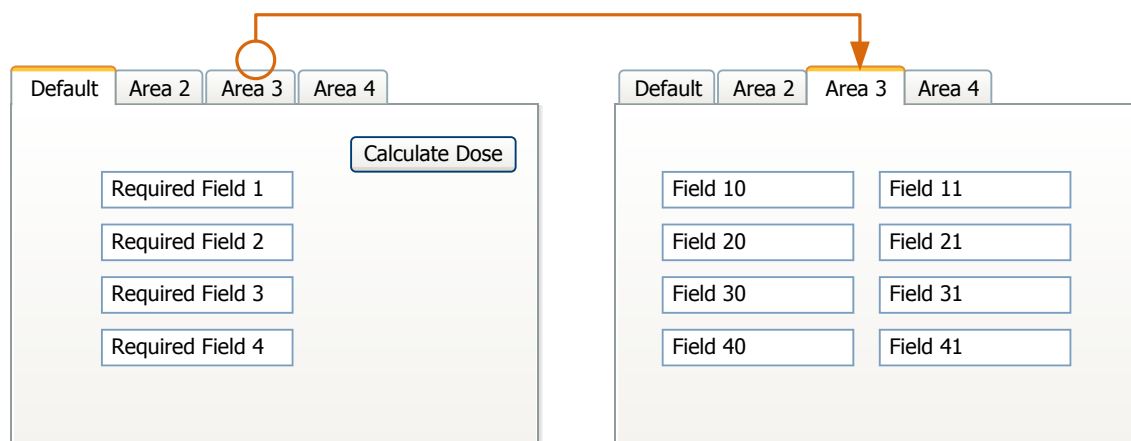 Default Area 2 Area 3 Area 4
Calculate Dose
Required Field 1
Required Field 2
Required Field 3
Required Field 4
Default Area 2 Area 3 Area 4
Field 10 Field 11
Field 20 Field 21
Field 30 Field 31
Field 40 Field 41